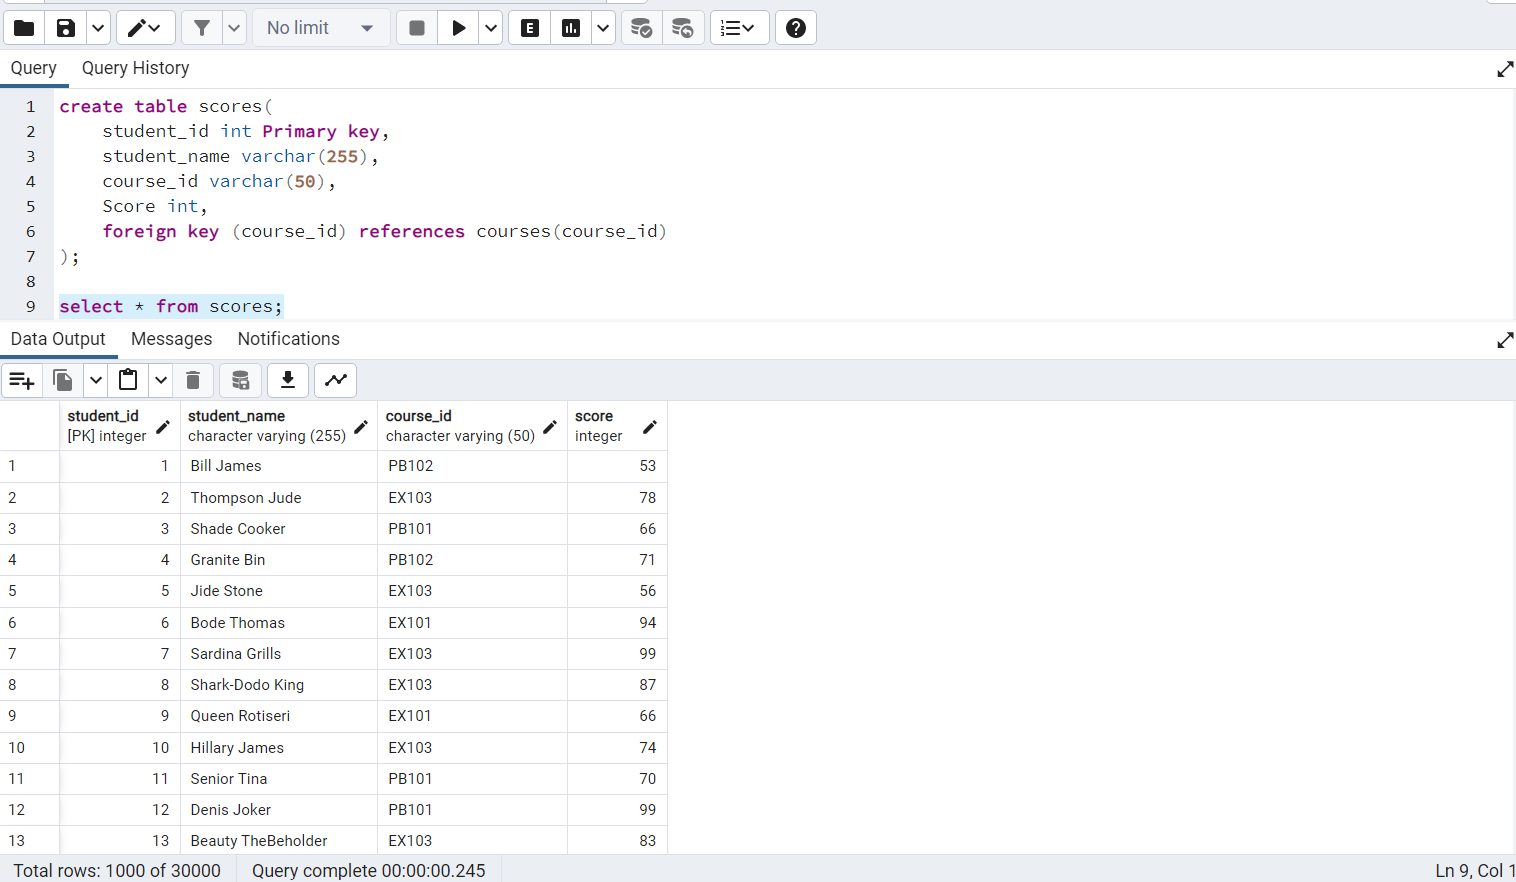 No limit
E
Query Query History
1 create table scores(
2 student_id int Primary key,
3 student_name varchar(255),
4 course_id varchar(50),
5 Score int,
6 foreign key (course_id) references courses(course_id)
7 );
8
9 select * from scores;
Data Output Messages Notifications
student_id student_name course_id score
[PK] integer character varying (255) character varying (50) integer
1 1 Bill James PB102 53
2 2 Thompson Jude EX103 78
3 3 Shade Cooker PB101 66
4 4 Granite Bin PB102 71
5 5 Jide Stone EX103 56
6 6 Bode Thomas EX101 94
7 7 Sardina Grills EX103 99
8 8 Shark-Dodo King EX103 87
9 9 Queen Rotiseri EX101 66
10 10 Hillary James EX103 74
11 11 Senior Tina PB101 70
12 12 Denis Joker PB101 99
13 13 Beauty TheBeholder EX103 83
Total rows: 1000 of 30000 Query complete 00:00:00.245 Ln 9, Col 1